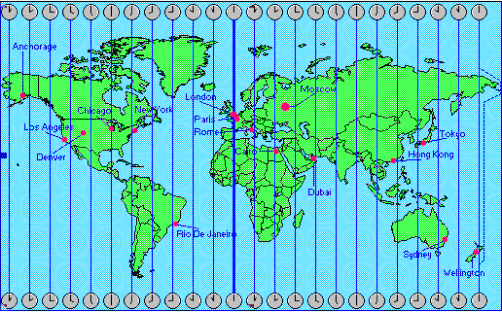 Anchorage
Moscow
London
Chicago
New York
Paris
Los Angeles
Rome
Tokyo
Cairo
Denver
Hong Kong
Dubai
Rio De Janeiro
Sydney
Wellington